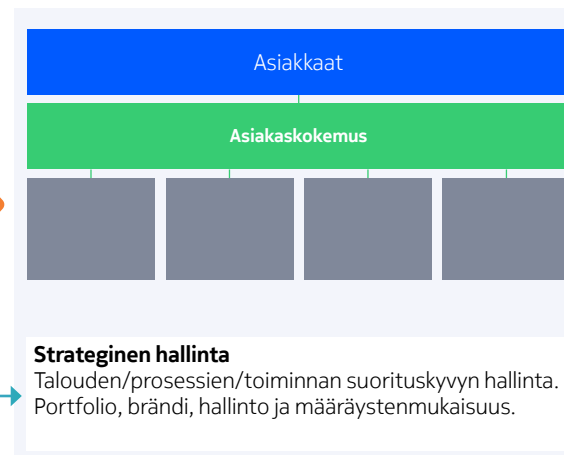 Asiakkaat
Asiakaskokemus
Strateginen hallinta
Talouden/prosessien/toiminnan suorituskyvyn hallinta.
Portfolio, brändi, hallinto ja määräystenmukaisuus.